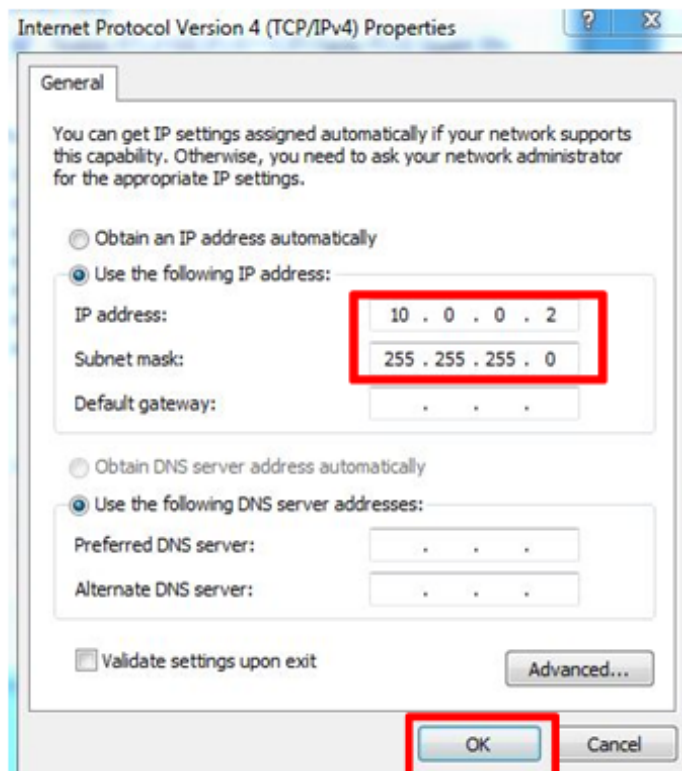 Internet Protocol Version 4 (TCP/IPv4) Properties
General
You can get IP settings assigned automatically if your network supports
this capability. Otherwise, you need to ask your network administrator
for the appropriate IP settings.
Obtain an IP address automatically
Use the following IP address:
IP address: 10 . 0 . 0 . 2
Subnet mask: 255 . 255 . 255 . 0
Default gateway: . . .
Obtain DNS server address automatically
Use the following DNS server addresses:
Preferred DNS server: . . .
Alternate DNS server: . . .
Validate settings upon exit
Advanced...
OK Cancel